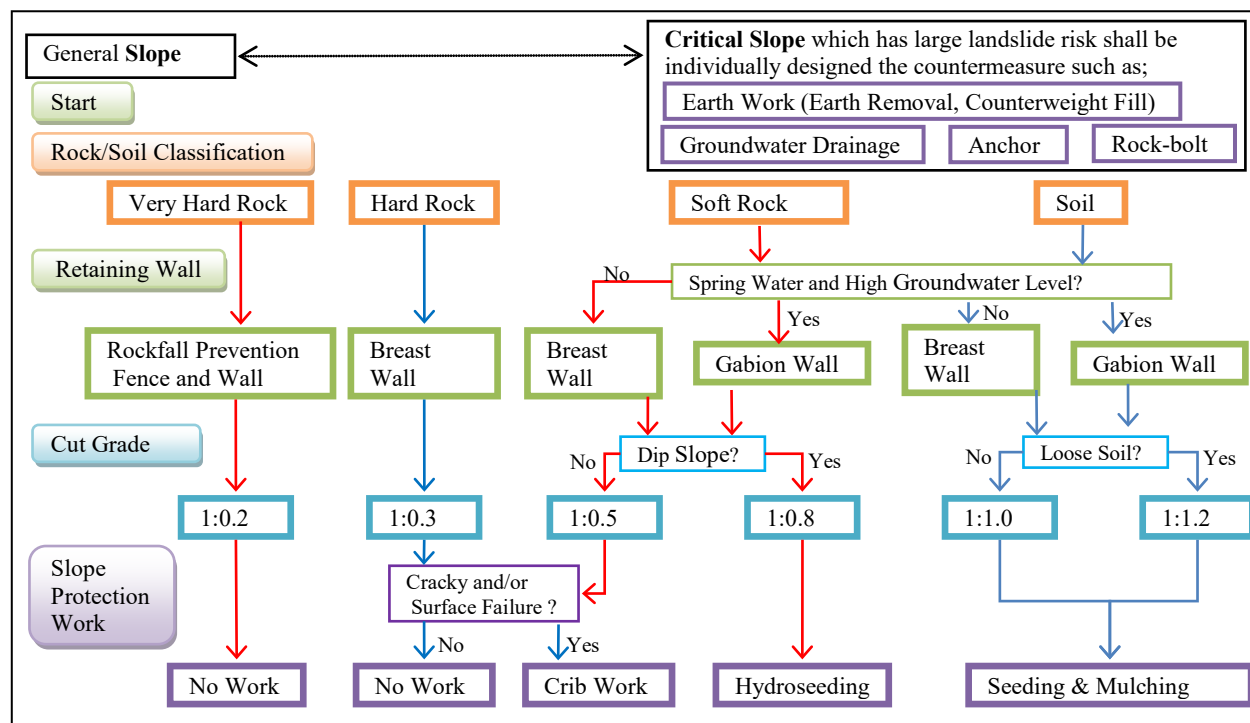 General Slope
Critical Slope which has large landslide risk shall be
individually designed the countermeasure such as;
Earth Work (Earth Removal, Counterweight Fill)
Groundwater Drainage
Anchor
Rock-bolt
Start
Rock/Soil Classification
Very Hard Rock
Hard Rock
Soft Rock
Soil
Retaining Wall
No
Spring Water and High Groundwater Level?
Yes
No
Yes
Rockfall Prevention
Fence and Wall
Breast
Wall
Breast
Wall
Gabion Wall
Breast
Wall
Gabion Wall
Cut Grade
No
Dip Slope?
Yes
No
Loose Soil?
Yes
1:0.2
1:0.3
1:0.5
1:0.8
1:1.0
1:1.2
Slope
Protection
Work
Cracky and/or
Surface Failure ?
No
Yes
No Work
No Work
Crib Work
Hydroseeding
Seeding & Mulching